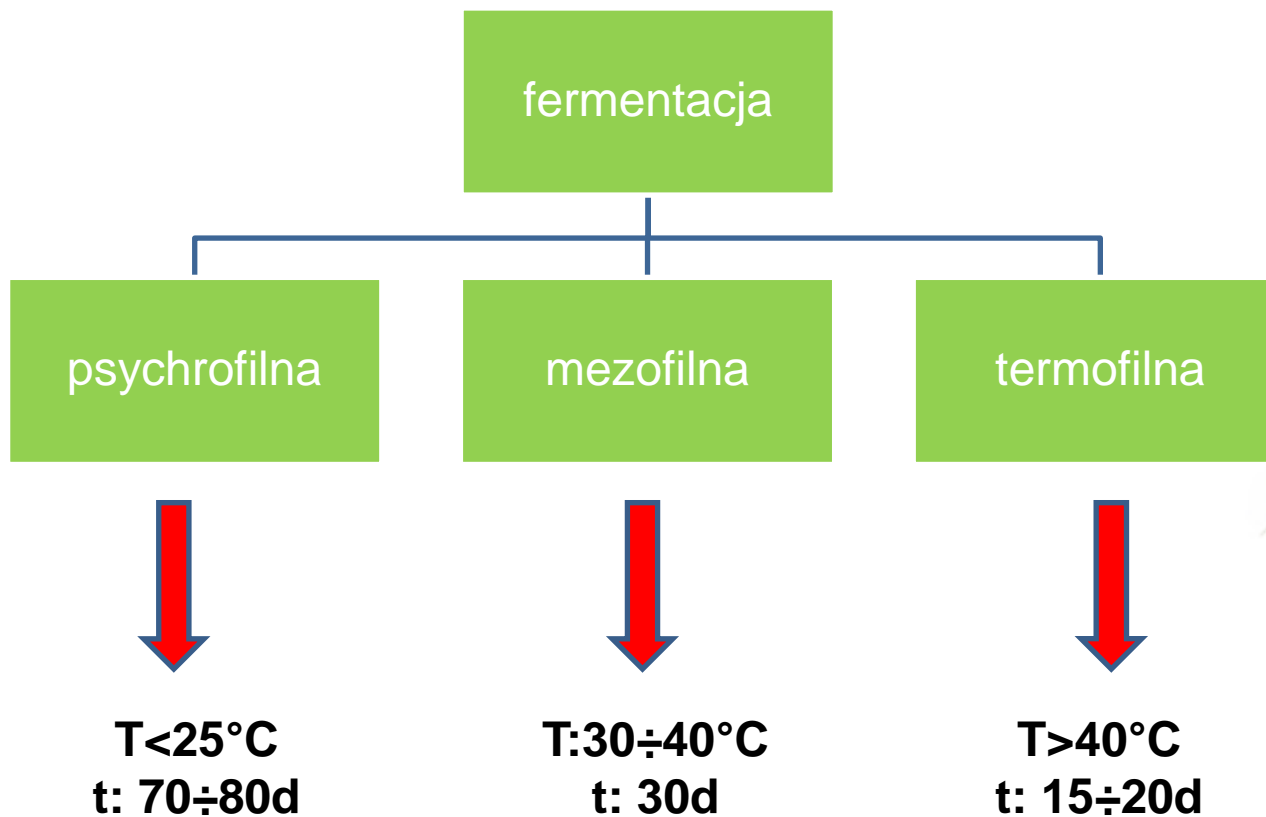 fermentacja
psychrofilna
mezofilna
termofilna
T<25°C
t: 70÷80d
T:30÷40°C
t: 30d
T>40°C
t: 15÷20d